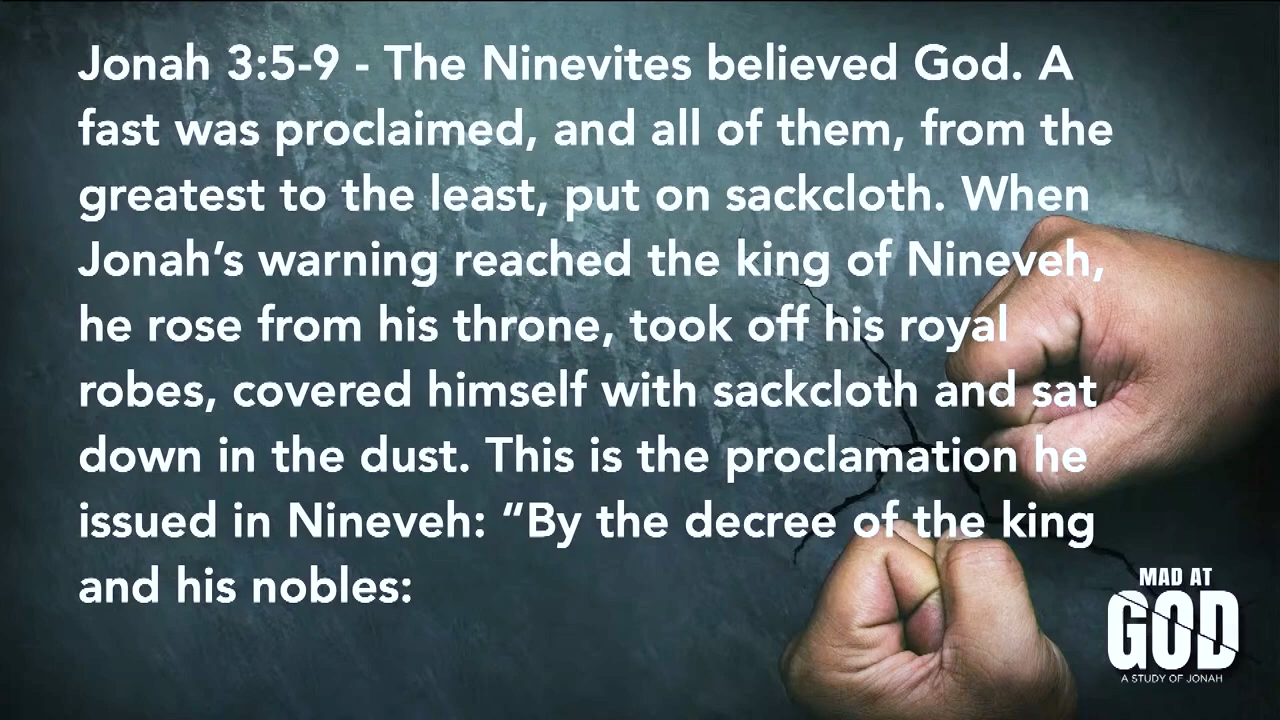 Jonah 3:5-9 - The Ninevites believed God. A
fast was proclaimed, and all of them, from the
greatest to the least, put on sackcloth. When
Jonah’s warning reached the king of Nineveh,
he rose from his throne, took off his royal
robes, covered himself with sackcloth and sat
down in the dust. This is the proclamation he
issued in Nineveh: “By the decree of the king
and his nobles:
MAD AT
GOD
A STUDY OF JONAH